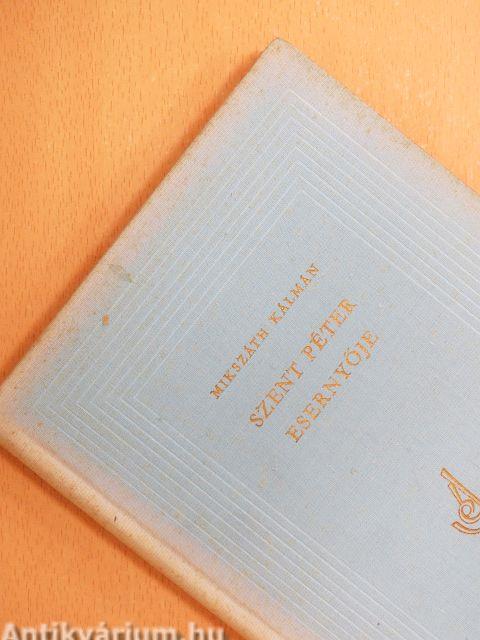 MIKSZÁTH KÁLMÁN
SZENT PÉTER
ESERNYŐJE
Antikvárium.hu